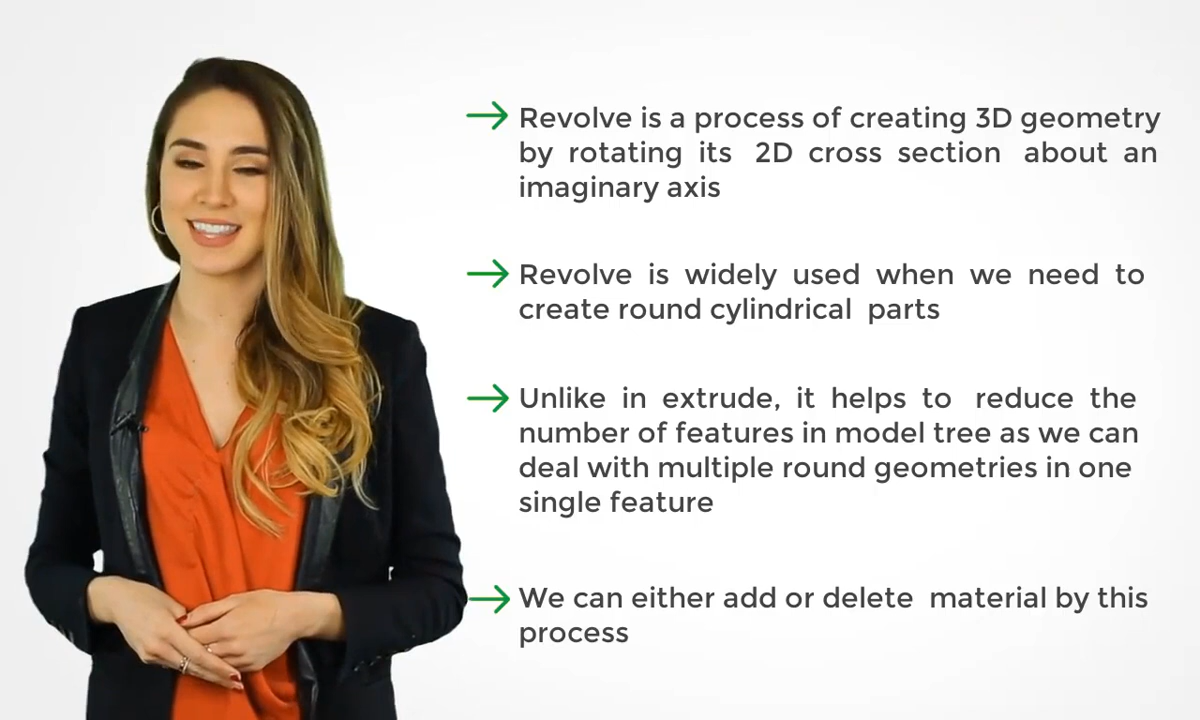 Revolve is a process of creating 3D geometry
by rotating its 2D cross section about an
imaginary axis
Revolve is widely used when we need to
create round cylindrical parts
Unlike in extrude, it helps to reduce the
number of features in model tree as we can
deal with multiple round geometries in one
single feature
We can either add or delete material by this
process